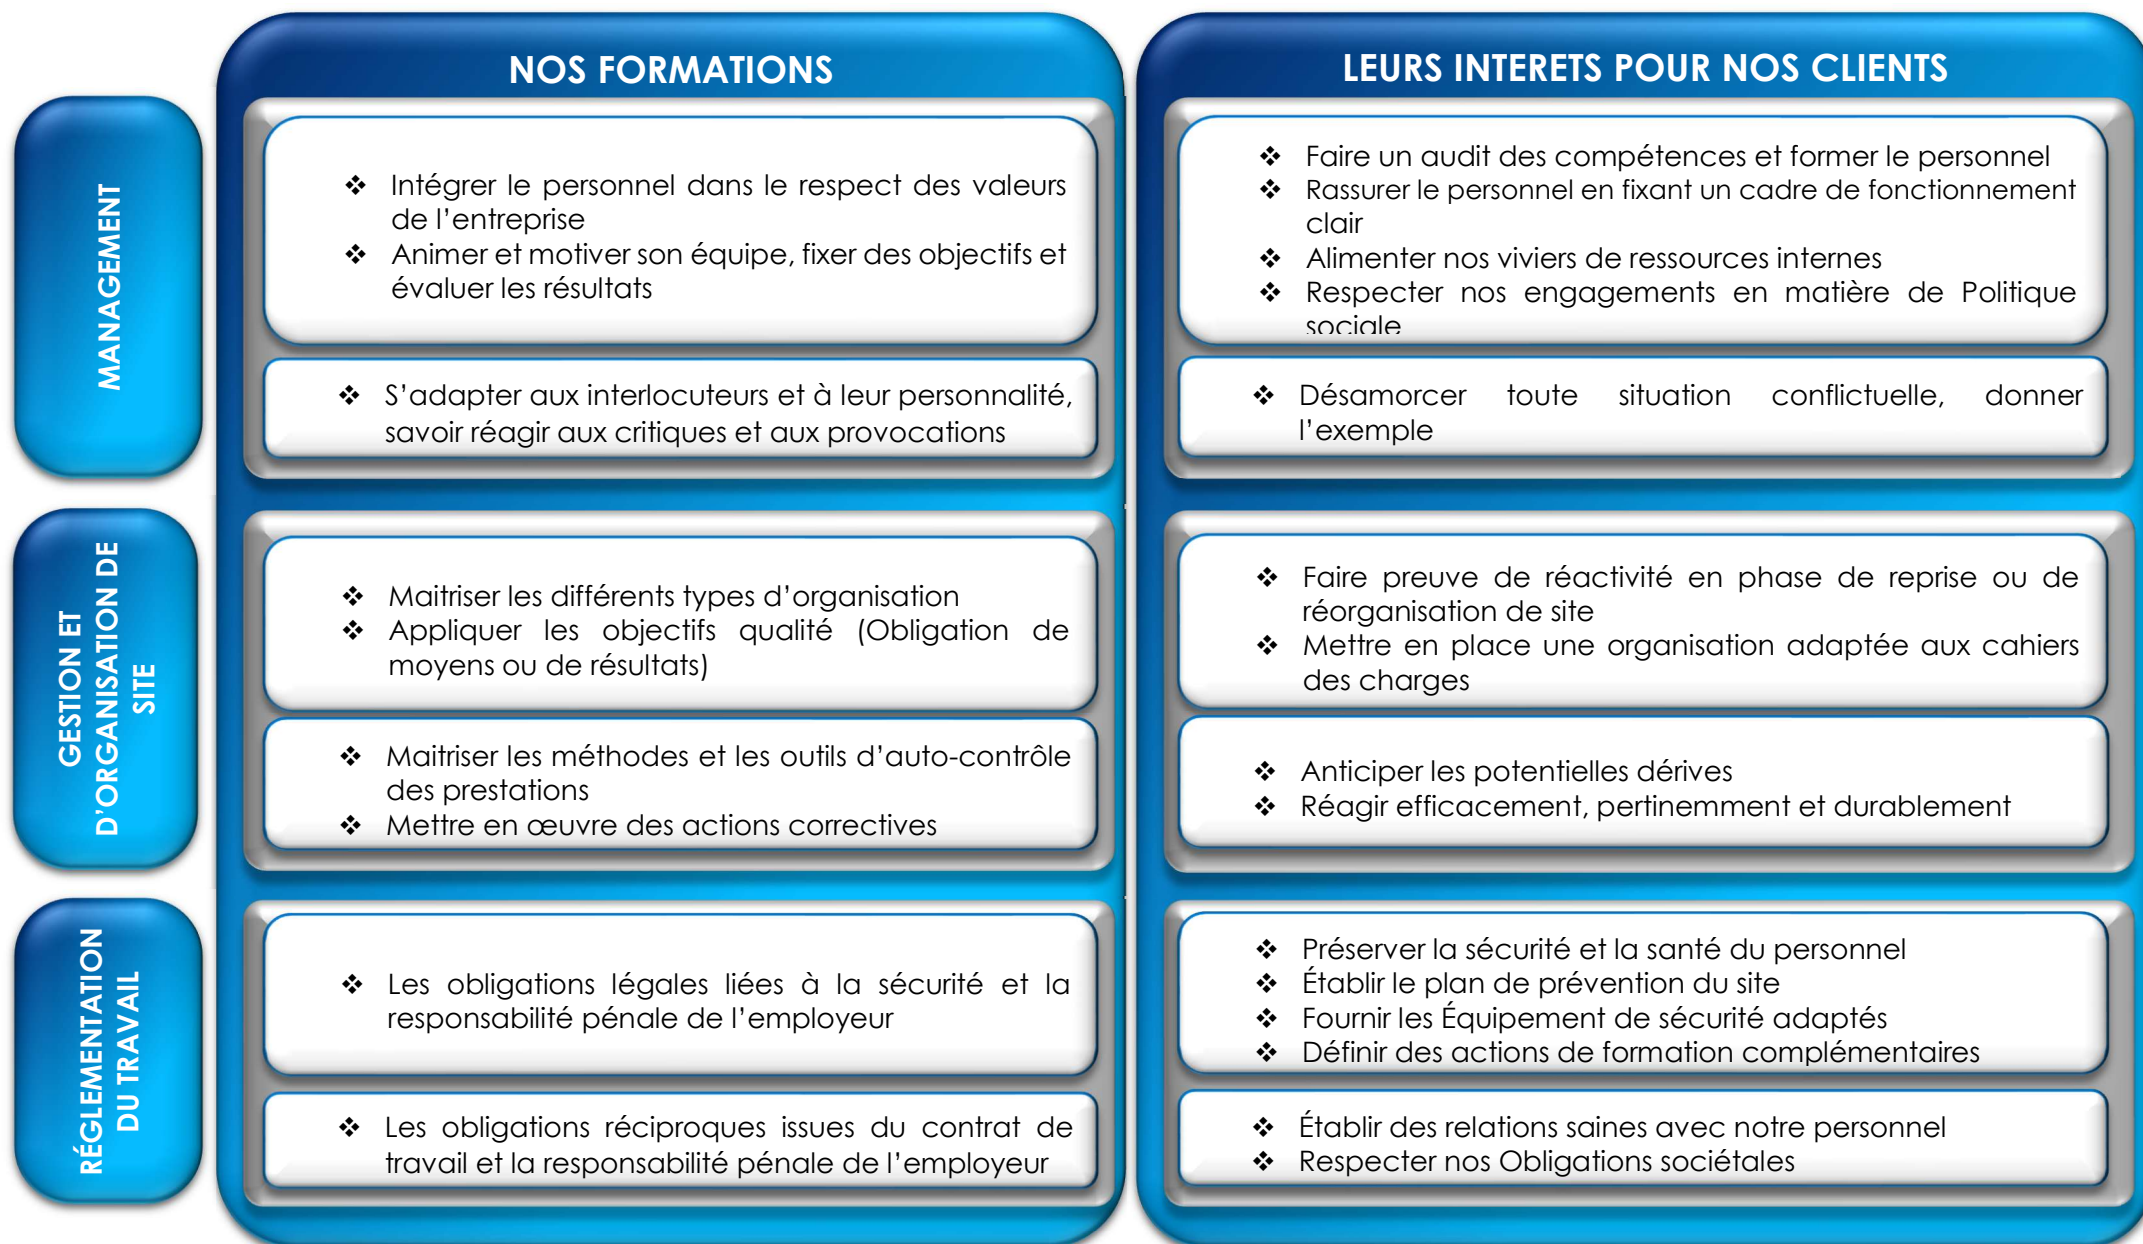 NOS FORMATIONS
LEURS INTERETS POUR NOS CLIENTS
MANAGEMENT
❖ Intégrer le personnel dans le respect des valeurs
de l’entreprise
❖ Animer et motiver son équipe, fixer des objectifs et
évaluer les résultats
❖ Faire un audit des compétences et former le personnel
❖ Rassurer le personnel en fixant un cadre de fonctionnement
clair
❖ Alimenter nos viviers de ressources internes
❖ Respecter nos engagements en matière de Politique
sociale
❖ S’adapter aux interlocuteurs et à leur personnalité,
savoir réagir aux critiques et aux provocations
❖ Désamorcer toute situation conflictuelle, donner
l’exemple
GESTION ET
D’ORGANISATION DE
SITE
❖ Maitriser les différents types d’organisation
❖ Appliquer les objectifs qualité (Obligation de
moyens ou de résultats)
❖ Faire preuve de réactivité en phase de reprise ou de
réorganisation de site
❖ Mettre en place une organisation adaptée aux cahiers
des charges
❖ Maitriser les méthodes et les outils d’auto-contrôle
des prestations
❖ Mettre en œuvre des actions correctives
❖ Anticiper les potentielles dérives
❖ Réagir efficacement, pertinemment et durablement
RÉGLEMENTATION
DU TRAVAIL
❖ Les obligations légales liées à la sécurité et la
responsabilité pénale de l’employeur
❖ Préserver la sécurité et la santé du personnel
❖ Établir le plan de prévention du site
❖ Fournir les Équipement de sécurité adaptés
❖ Définir des actions de formation complémentaires
❖ Les obligations réciproques issues du contrat de
travail et la responsabilité pénale de l’employeur
❖ Établir des relations saines avec notre personnel
❖ Respecter nos Obligations sociétales